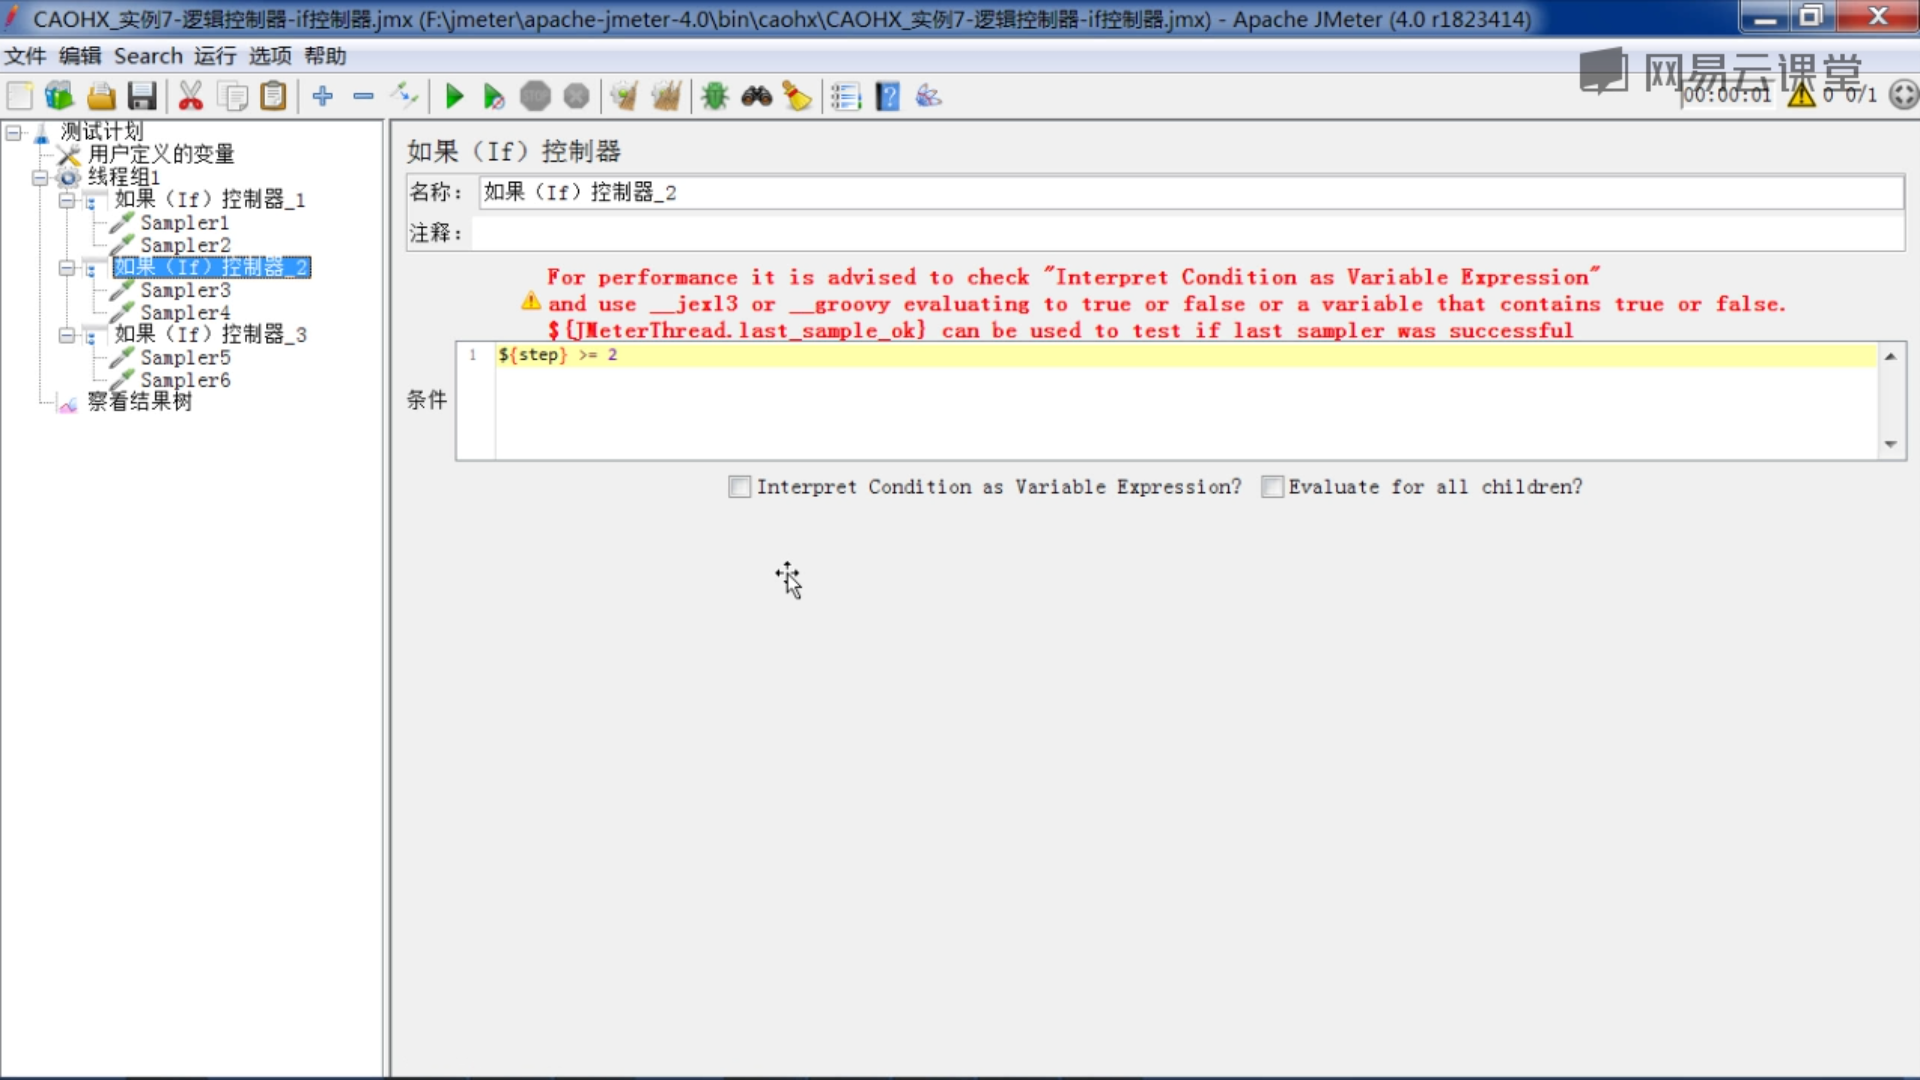 CAOHX_实例7-逻辑控制器-if控制器.jmx (F:\jmeter\apache-jmeter-4.0\bin\caohx\CAOHX_实例7-逻辑控制器-if控制器.jmx) - Apache JMeter (4.0 r1823414)
文件 编辑 Search 运行 选项 帮助
网易云课堂
00:00:01 0 0/1
测试计划
用户定义的变量
线程组1
如果（If）控制器_1
Sampler1
Sampler2
如果（If）控制器_2
Sampler3
Sampler4
如果（If）控制器_3
Sampler5
Sampler6
察看结果树
如果（If）控制器
名称： 如果（If）控制器_2
注释：
For performance it is advised to check "Interpret Condition as Variable Expression"
and use __jexl3 or __groovy evaluating to true or false or a variable that contains true or false.
${JMeterThread.last_sample_ok} can be used to test if last sampler was successful
条件
1 ${step} >= 2
Interpret Condition as Variable Expression? Evaluate for all children?